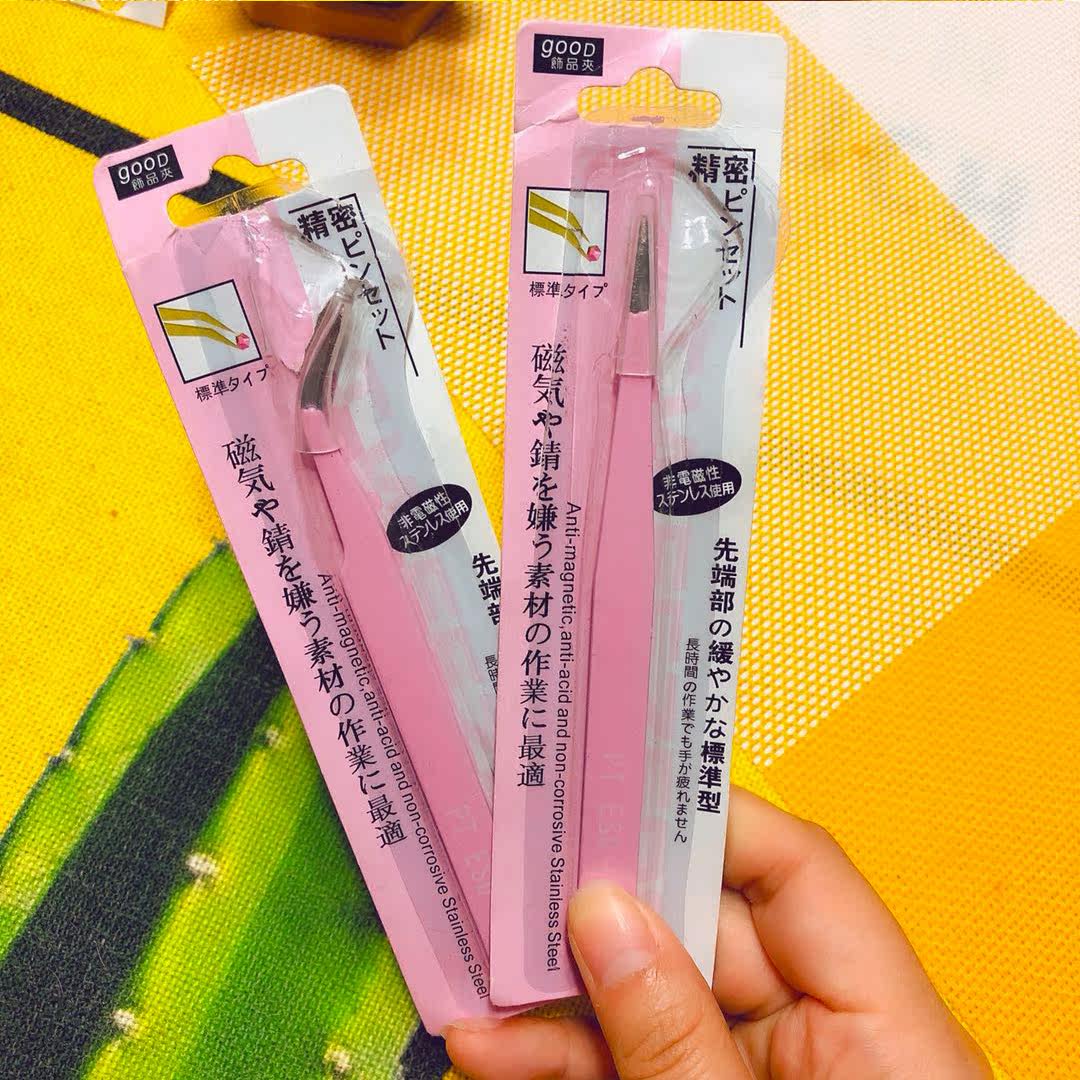 gooD
飾品夾
精密ピンセット
標準タイプ
磁気や錆を嫌う素材の作業に最適
Anti-magnetic,anti-acid and non-corrosive Stainless Steel
非電磁性
ステンレス使用
先端部
長時間
gooD
飾品夾
精密ピンセット
標準タイプ
磁気や錆を嫌う素材の作業に最適
Anti-magnetic,anti-acid and non-corrosive Stainless Steel
非電磁性
ステンレス使用
先端部の緩やかな標準型
長時間の作業でも手が疲れません